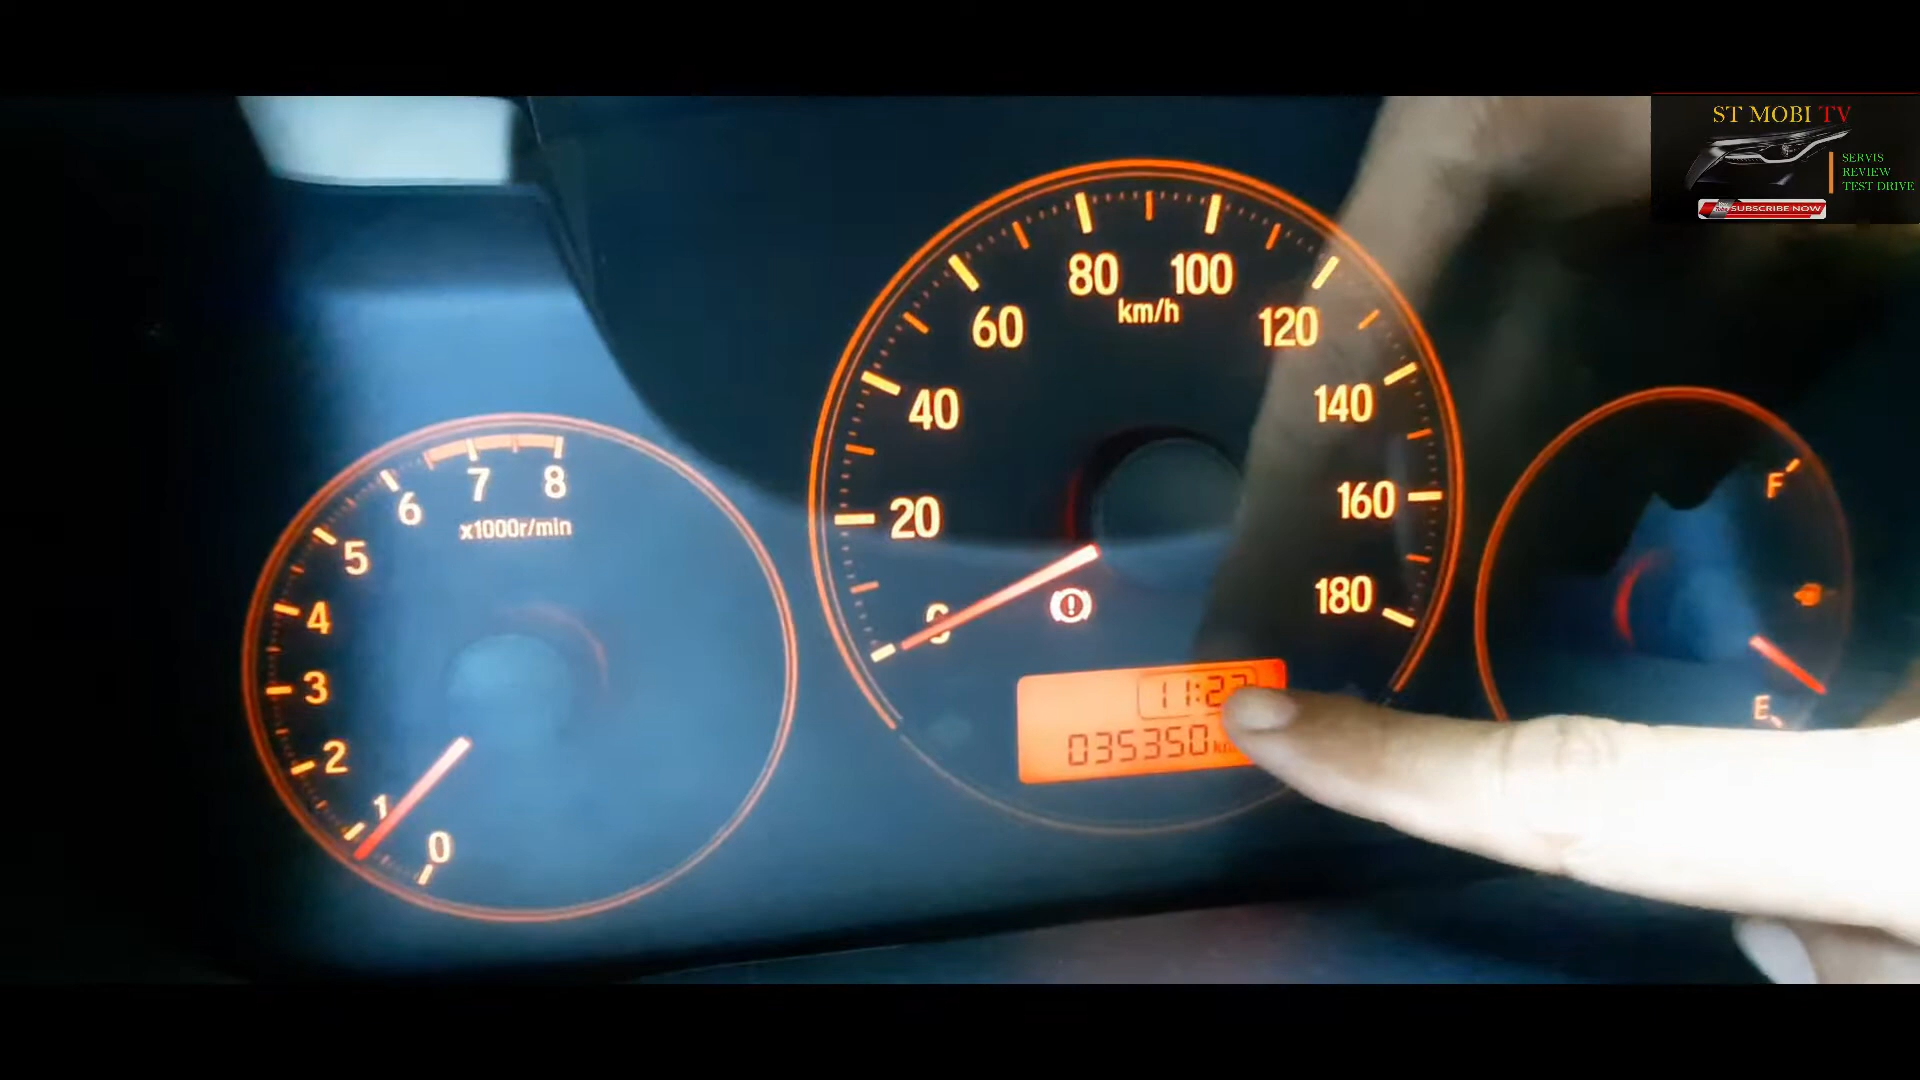 ST MOBI TV
SERVIS
REVIEW
TEST DRIVE
SUBSCRIBE NOW
80 100
km/h
60 120
40 140
20 160
0 180
6 7 8
x1000r/min
5
4
3
2
1
0
F
E
035350